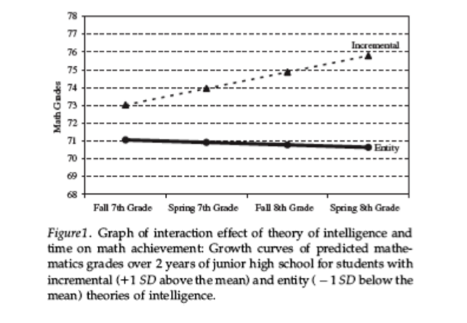 78
77
76
75
74
73
72
71
70
69
68
Math Grades
Incremental
Entity
Fall 7th Grade Spring 7th Grade Fall 8th Grade Spring 8th Grade
Figure1. Graph of interaction effect of theory of intelligence and
time on math achievement: Growth curves of predicted mathe-
matics grades over 2 years of junior high school for students with
incremental (+1 SD above the mean) and entity ( − 1 SD below the
mean) theories of intelligence.